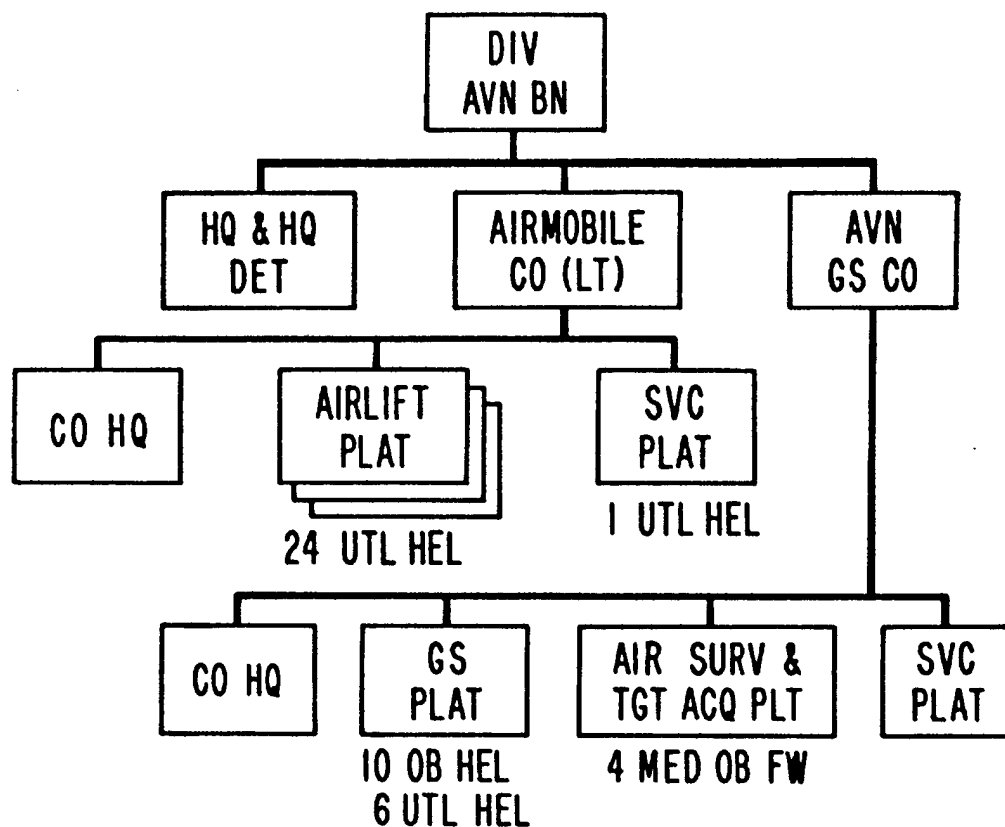 DIV
AVN BN
HQ & HQ
DET
AIRMOBILE
CO (LT)
AVN
GS CO
CO HQ
AIRLIFT
PLAT
SVC
PLAT
24 UTL HEL
1 UTL HEL
CO HQ
GS
PLAT
AIR SURV &
TGT ACQ PLT
SVC
PLAT
10 OB HEL
6 UTL HEL
4 MED OB FW